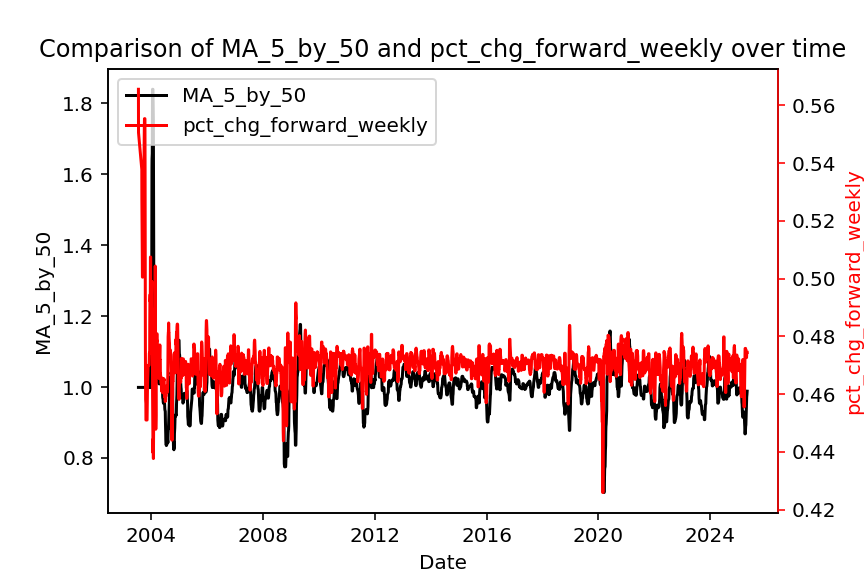 Comparison of MA_5_by_50 and pct_chg_forward_weekly over time
MA_5_by_50
pct_chg_forward_weekly
1.8
1.6
1.4
1.2
1.0
0.8
MA_5_by_50
0.56
0.54
0.52
0.50
0.48
0.46
0.44
0.42
pct_chg_forward_weekly
2004 2008 2012 2016 2020 2024
Date